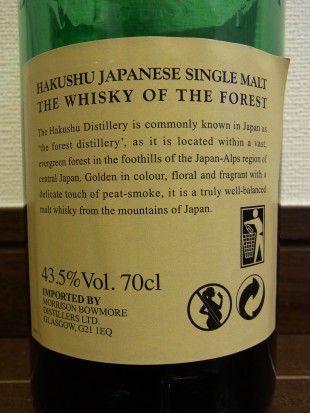 HAKUSHU JAPANESE SINGLE MALT
THE WHISKY OF THE FOREST
The Hakushu Distillery is commonly known in Japan as
'the forest distillery', as it is located within a vast,
evergreen forest in the foothills of the Japan-Alps region of
central Japan. Golden in colour, floral and fragrant with a
delicate touch of peat-smoke, it is a truly well-balanced
malt whisky from the mountains of Japan.
43.5%Vol. 70cl
IMPORTED BY
MORRISON BOWMORE
DISTILLERS LTD.
GLASGOW, G21 1EQ